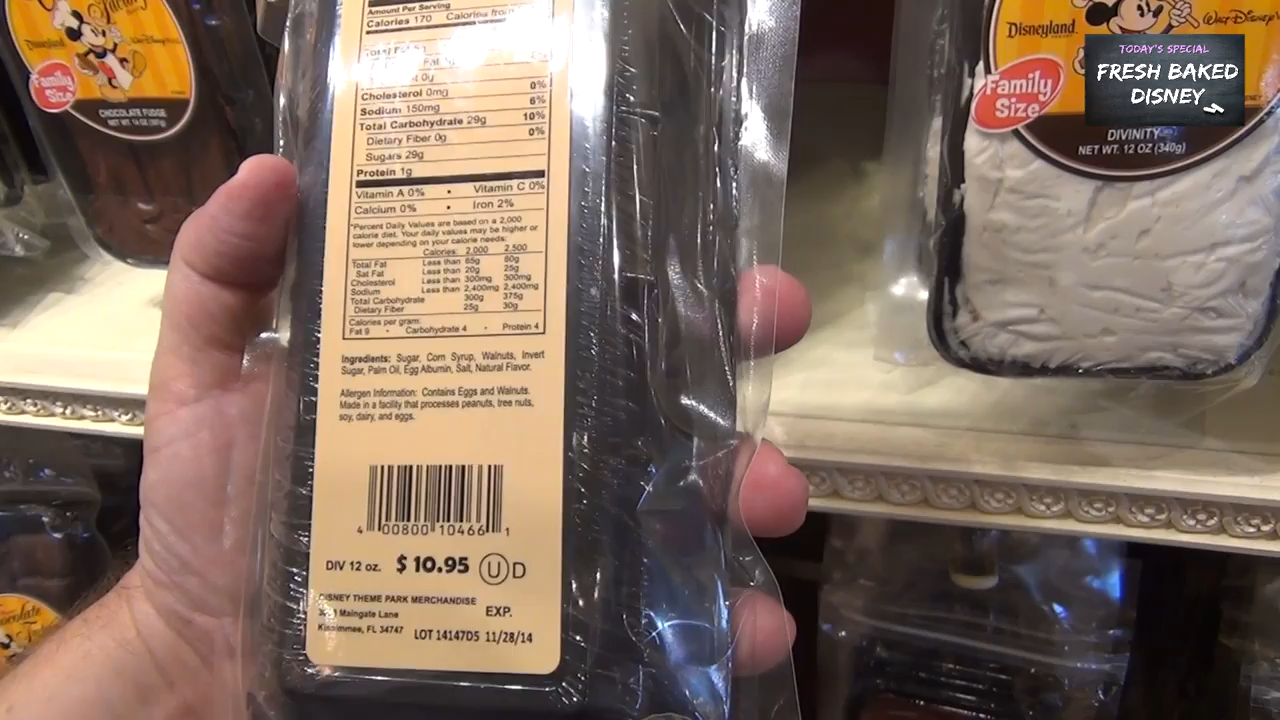 Disneyland
Family
Size
CHOCOLATE FUDGE
Amount Per Serving
Calories 170 Calories from
Total
Cholesterol 0mg 0%
Sodium 150mg 6%
Total Carbohydrate 29g 10%
Dietary Fiber 0g 0%
Sugars 29g
Protein 1g
Vitamin A 0% • Vitamin C 0%
Calcium 0% • Iron 2%
*Percent Daily Values are based on a 2,000
calorie diet. Your daily values may be higher or
lower depending on your calorie needs:
Calories: 2,000 2,500
Total Fat Less than 65g 80g
Sat Fat Less than 20g 25g
Cholesterol Less than 300mg 300mg
Sodium Less than 2,400mg 2,400mg
Total Carbohydrate 300g 375g
Dietary Fiber 25g 30g
Calories per gram:
Fat 9 • Carbohydrate 4 • Protein 4
Ingredients: Sugar, Corn Syrup, Walnuts, Invert
Sugar, Palm Oil, Egg Albumin, Salt, Natural Flavor.
Allergen Information: Contains Eggs and Walnuts.
Made in a facility that processes peanuts, tree nuts,
soy, dairy, and eggs.
4 00800 10466 1
DIV 12 oz. $ 10.95 U D
DISNEY THEME PARK MERCHANDISE
Maingate Lane EXP.
Kissimmee, FL 34747 LOT 14147D5 11/28/14
Disneyland Walt Disney
TODAY'S SPECIAL
FRESH BAKED
DISNEY
Family
Size
DIVINITY
NET WT. 12 OZ (340g)